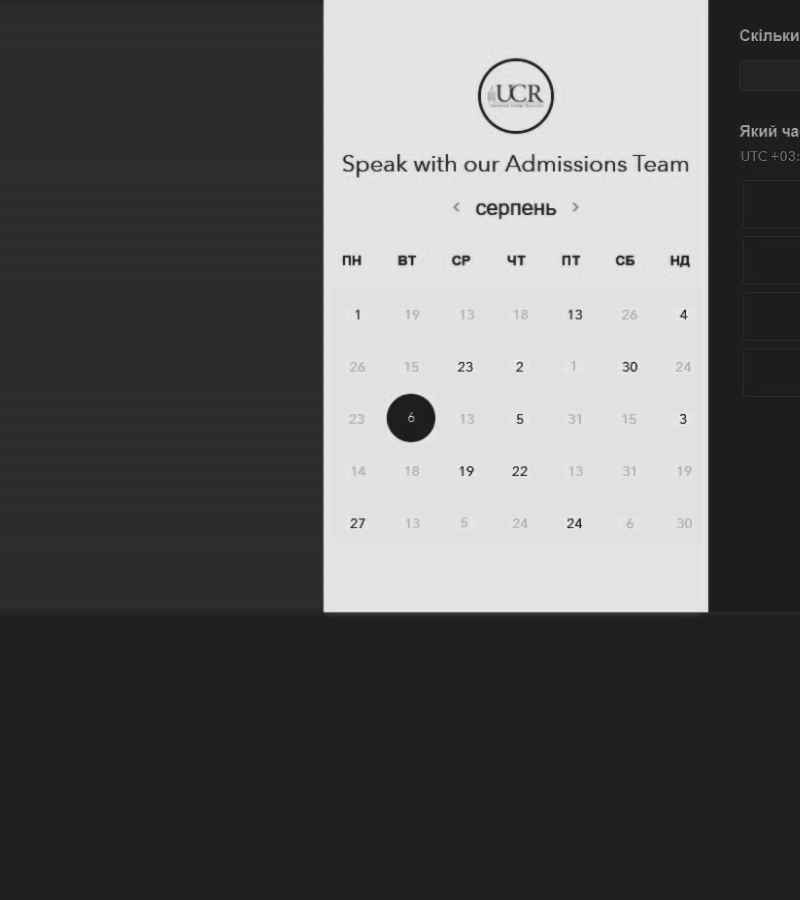 Скільки
UCR
Який ча
UTC +03:
Speak with our Admissions Team
< серпень >
ПН ВТ СР ЧТ ПТ СБ НД
1 19 13 18 13 26 4
26 15 23 2 1 30 24
23 6 13 5 31 15 3
14 18 19 22 13 31 19
27 13 5 24 24 6 30